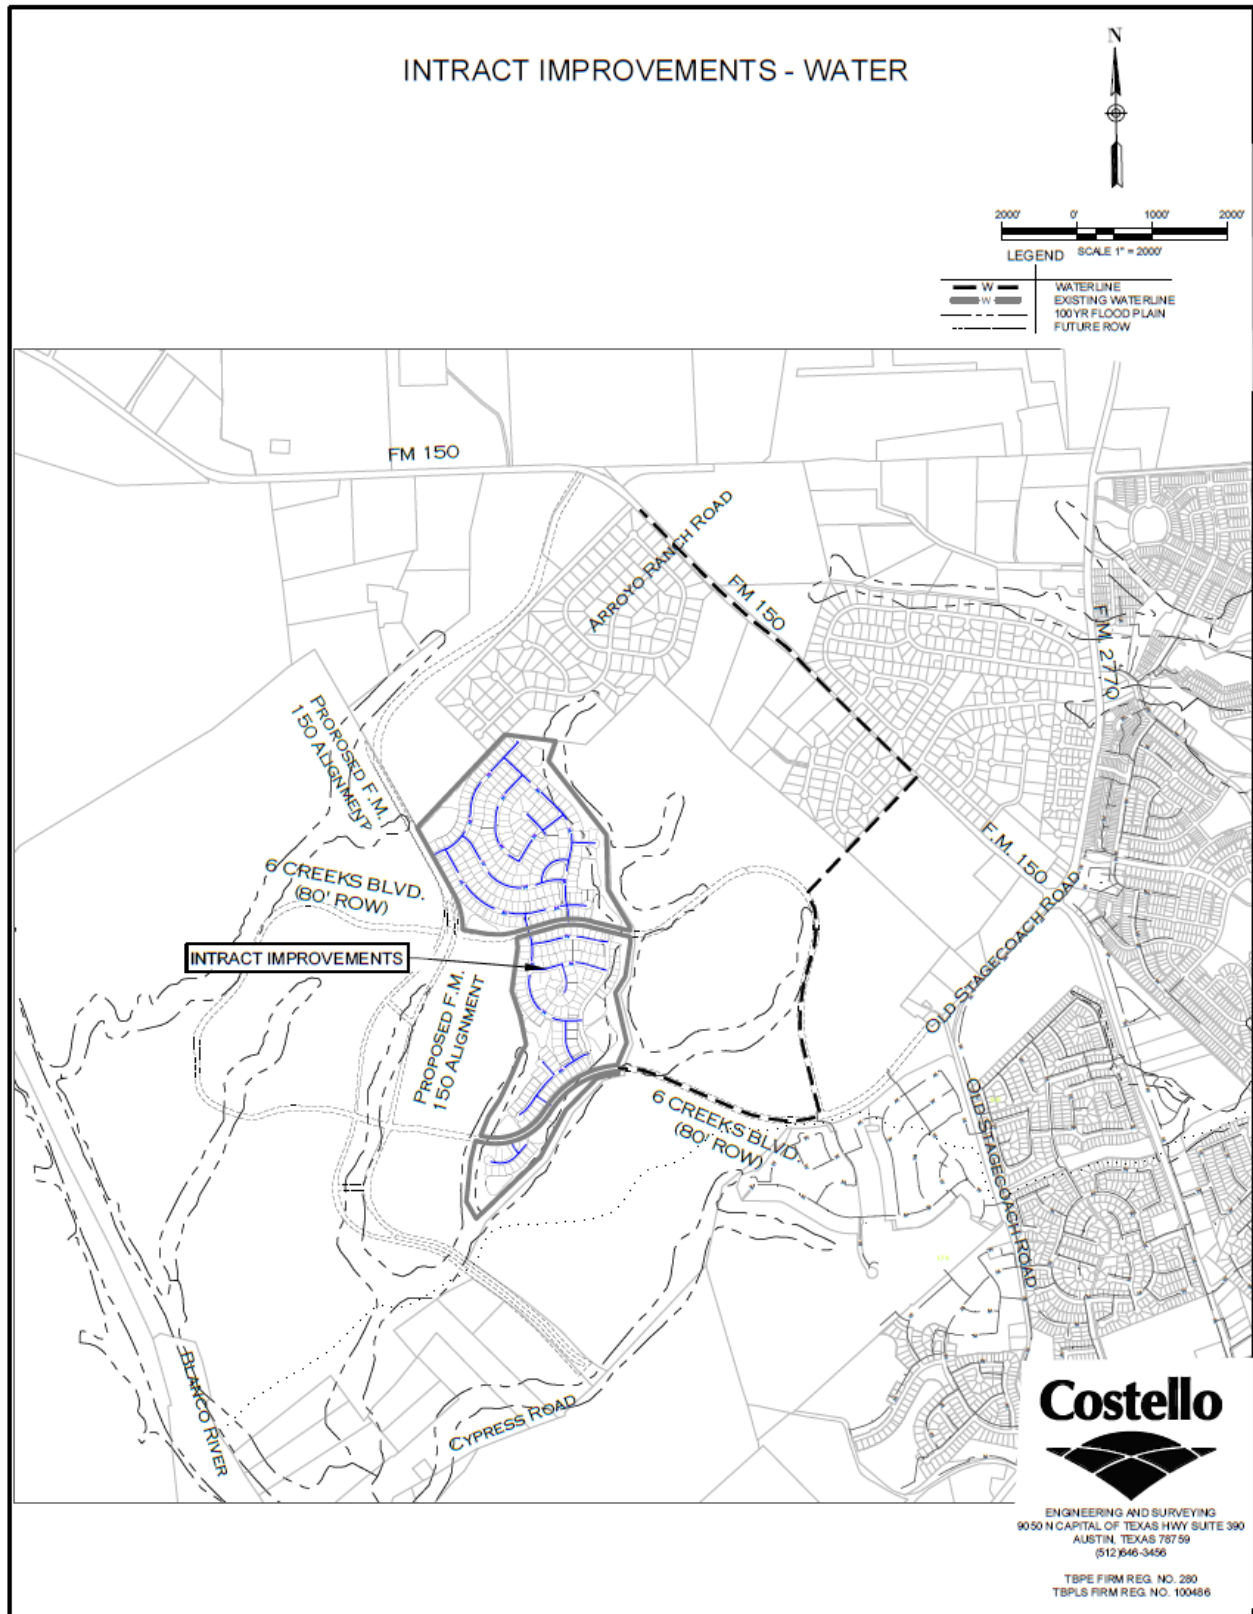 INTRACT IMPROVEMENTS - WATER
N
2000' 0' 1000' 2000'
LEGEND SCALE 1" = 2000'
W WATERLINE
W EXISTING WATERLINE
100YR FLOOD PLAIN
FUTURE ROW
FM 150
ARROYO RANCH ROAD
FM 150
F.M. 2770
PROROSED F.M.
150 ALIGNMENT
6 CREEKS BLVD.
(80' ROW)
F.M. 150
INTRACT IMPROVEMENTS
OLD STAGECOACH ROAD
PROPOSED F.M.
150 ALIGNMENT
6 CREEKS BLVD.
(80' ROW)
OLD STAGECOACH ROAD
BLANCO RIVER
CYPRESS ROAD
Costello
ENGINEERING AND SURVEYING
9050 N CAPITAL OF TEXAS HWY SUITE 390
AUSTIN, TEXAS 78759
(512)646-3456
TBPE FIRM REG. NO. 280
TBPLS FIRM REG. NO. 100486